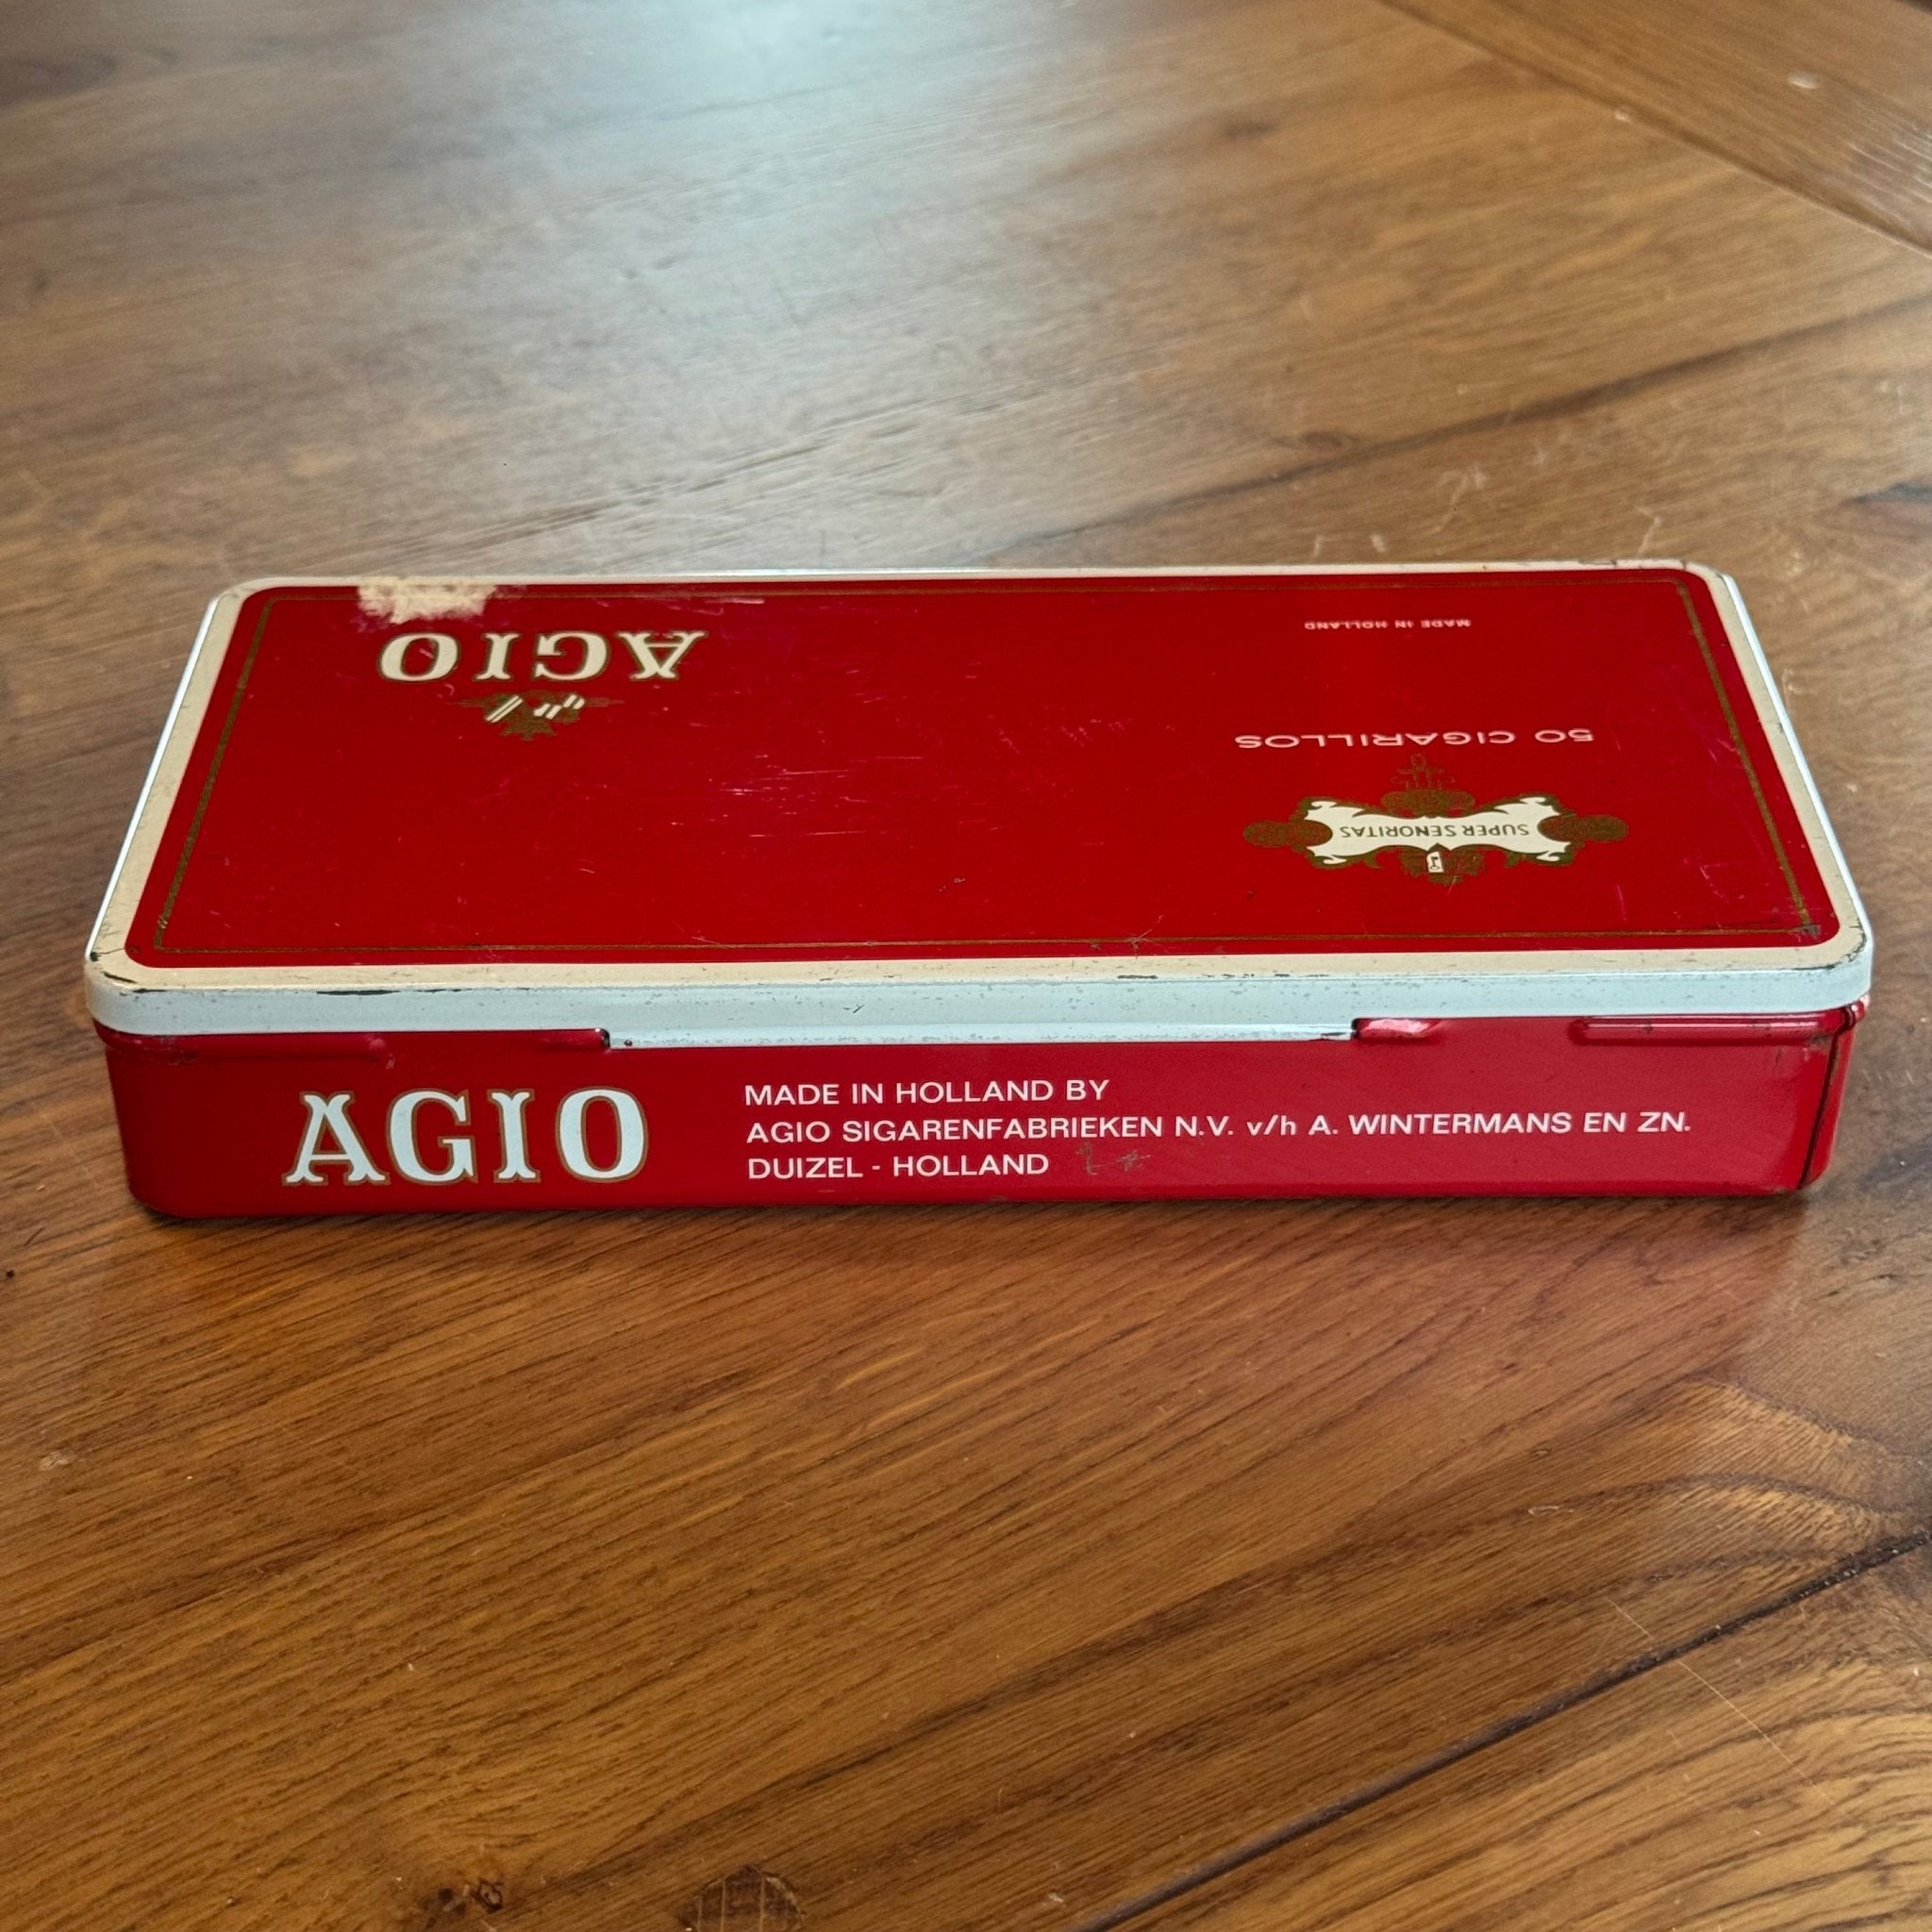 MADE IN HOLLAND
AGIO
50 CIGARILLOS
SUPER SENORITAS
AGIO
MADE IN HOLLAND BY
AGIO SIGARENFABRIEKEN N.V. v/h A. WINTERMANS EN ZN.
DUIZEL - HOLLAND